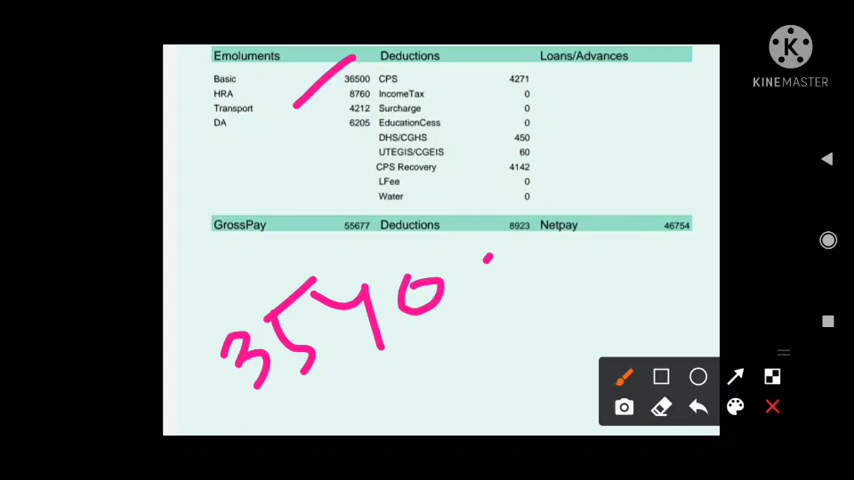 Emoluments Deductions Loans/Advances
Basic 36500 CPS 4271
HRA 8760 IncomeTax 0
Transport 4212 Surcharge 0
DA 6205 EducationCess 0
DHS/CGHS 450
UTEGIS/CGEIS 60
CPS Recovery 4142
LFee 0
Water 0
GrossPay 55677 Deductions 8923 Netpay 46754
3540
K
KINEMASTER